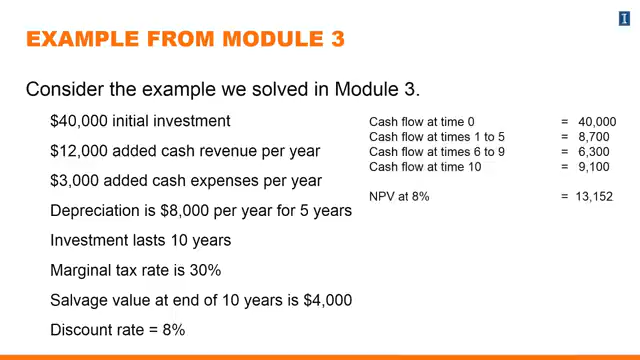 I
EXAMPLE FROM MODULE 3
Consider the example we solved in Module 3.
$40,000 initial investment
$12,000 added cash revenue per year
$3,000 added cash expenses per year
Depreciation is $8,000 per year for 5 years
Investment lasts 10 years
Marginal tax rate is 30%
Salvage value at end of 10 years is $4,000
Discount rate = 8%
Cash flow at time 0 = 40,000
Cash flow at times 1 to 5 = 8,700
Cash flow at times 6 to 9 = 6,300
Cash flow at time 10 = 9,100
NPV at 8% = 13,152